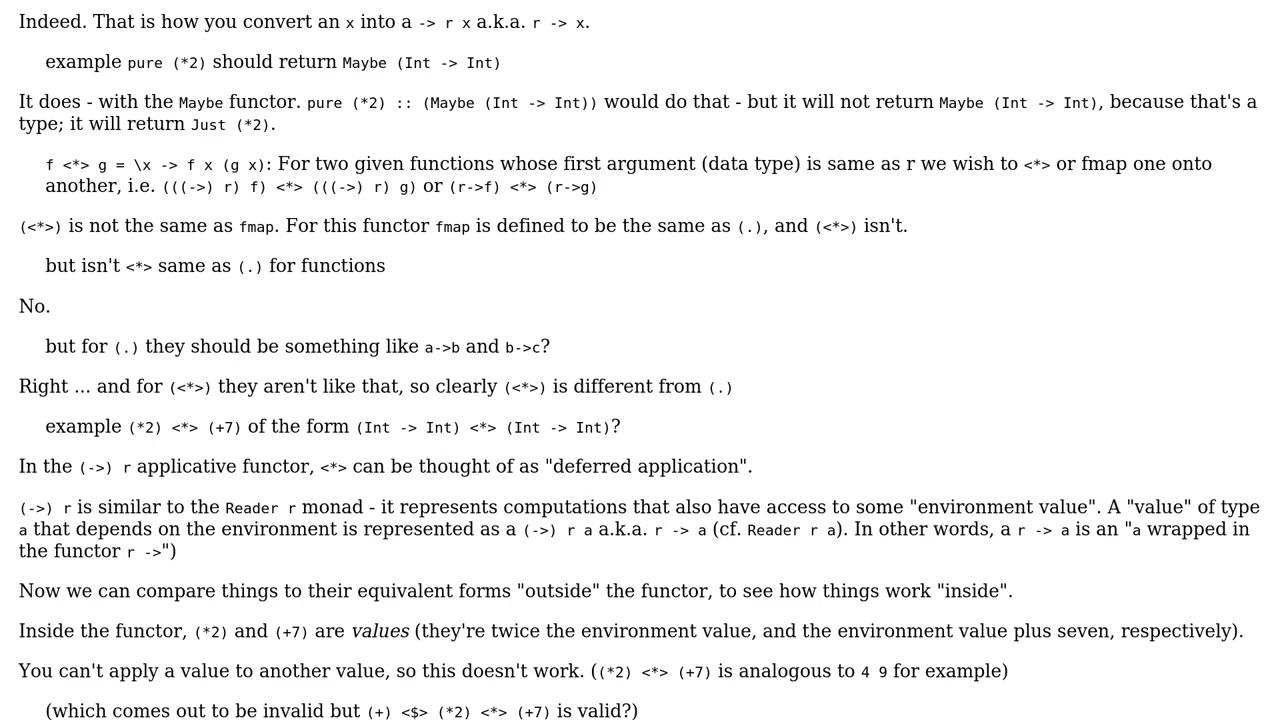 Indeed. That is how you convert an x into a -> r x a.k.a. r -> x.
example pure (*2) should return Maybe (Int -> Int)
It does - with the Maybe functor. pure (*2) :: (Maybe (Int -> Int)) would do that - but it will not return Maybe (Int -> Int), because that's a
type; it will return Just (*2).
f <*> g = \x -> f x (g x): For two given functions whose first argument (data type) is same as r we wish to <*> or fmap one onto
another, i.e. (((->) r) f) <*> (((->) r) g) or (r->f) <*> (r->g)
(<*>) is not the same as fmap. For this functor fmap is defined to be the same as (.), and (<*>) isn't.
but isn't <*> same as (.) for functions
No.
but for (.) they should be something like a->b and b->c?
Right ... and for (<*>) they aren't like that, so clearly (<*>) is different from (.)
example (*2) <*> (+7) of the form (Int -> Int) <*> (Int -> Int)?
In the (->) r applicative functor, <*> can be thought of as "deferred application".
(->) r is similar to the Reader r monad - it represents computations that also have access to some "environment value". A "value" of type
a that depends on the environment is represented as a (->) r a a.k.a. r -> a (cf. Reader r a). In other words, a r -> a is an "a wrapped in
the functor r ->")
Now we can compare things to their equivalent forms "outside" the functor, to see how things work "inside".
Inside the functor, (*2) and (+7) are values (they're twice the environment value, and the environment value plus seven, respectively).
You can't apply a value to another value, so this doesn't work. ((*2) <*> (+7) is analogous to 4 9 for example)
(which comes out to be invalid but (+) <$> (*2) <*> (+7) is valid?)